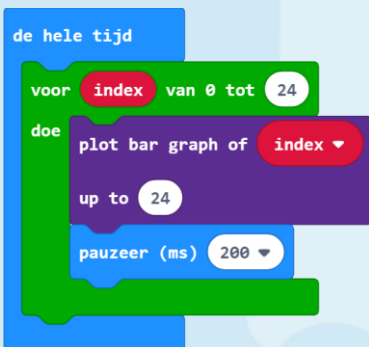 de hele tijd
voor index van 0 tot 24
doe
plot bar graph of index
up to 24
pauzeer (ms) 200